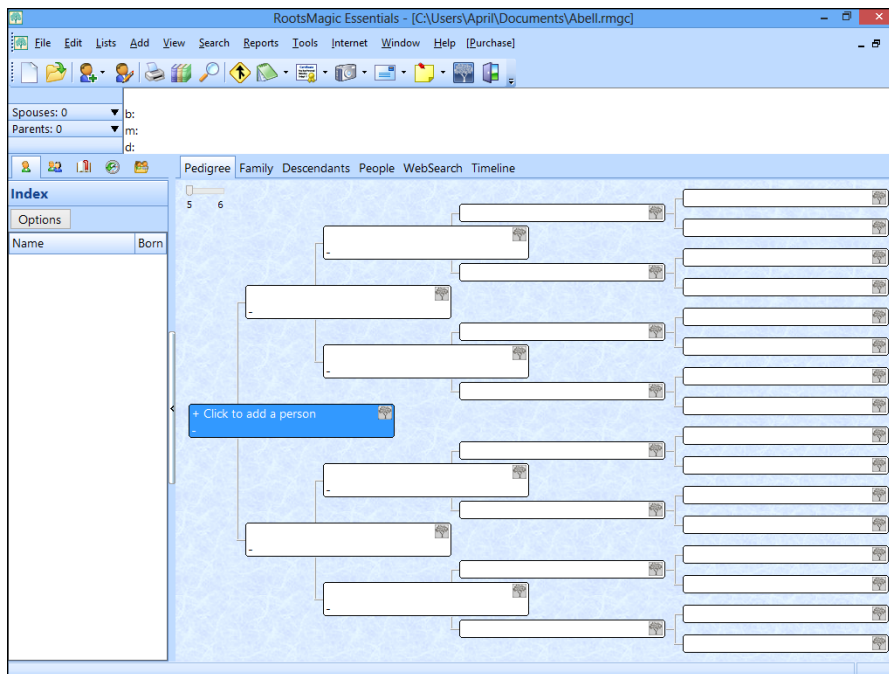 RootsMagic Essentials - [C:\Users\April\Documents\Abell.rmgc]
File Edit Lists Add View Search Reports Tools Internet Window Help [Purchase]
Spouses: 0 b:
Parents: 0 m:
d:
Pedigree Family Descendants People WebSearch Timeline
Index
5 6
Options
Name Born
+ Click to add a person